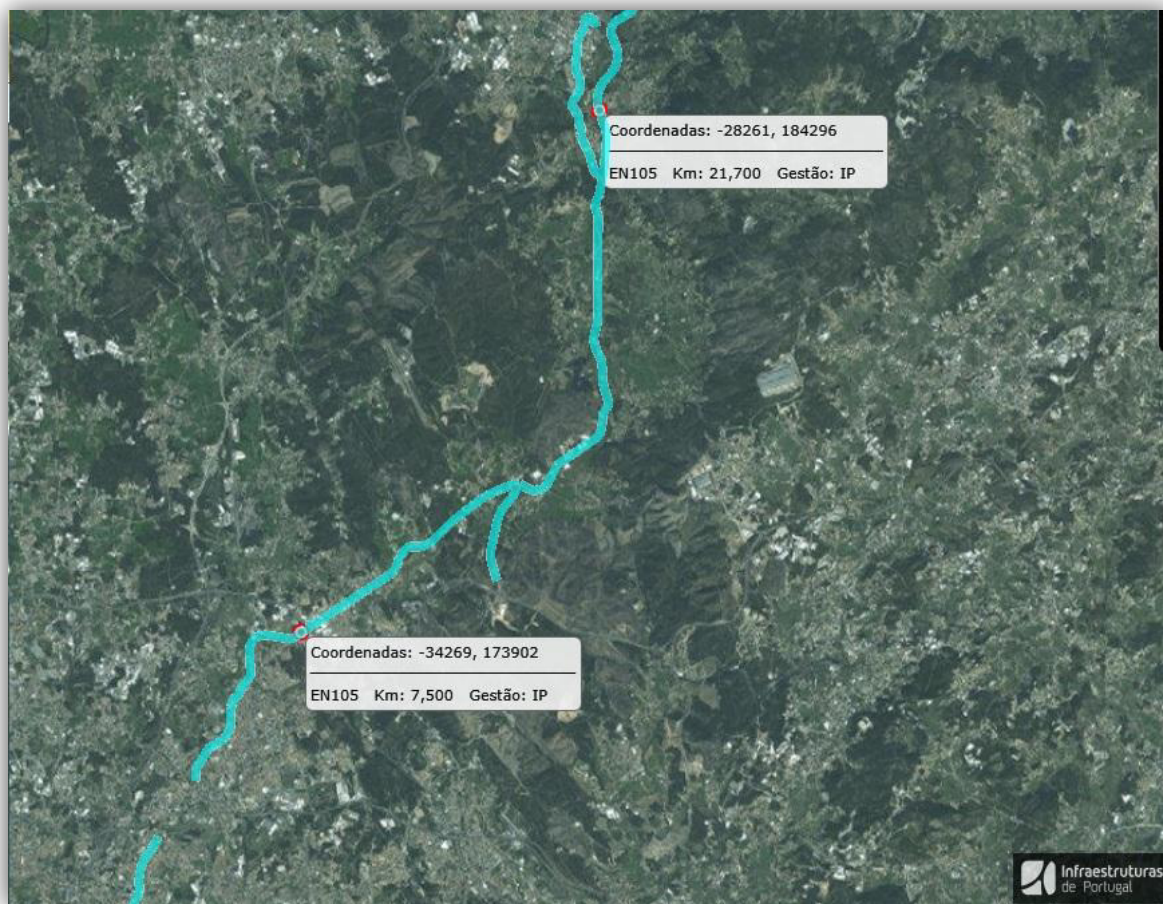 Coordenadas: -28261, 184296
EN105 Km: 21,700 Gestão: IP
Coordenadas: -34269, 173902
EN105 Km: 7,500 Gestão: IP
Infraestruturas
de Portugal